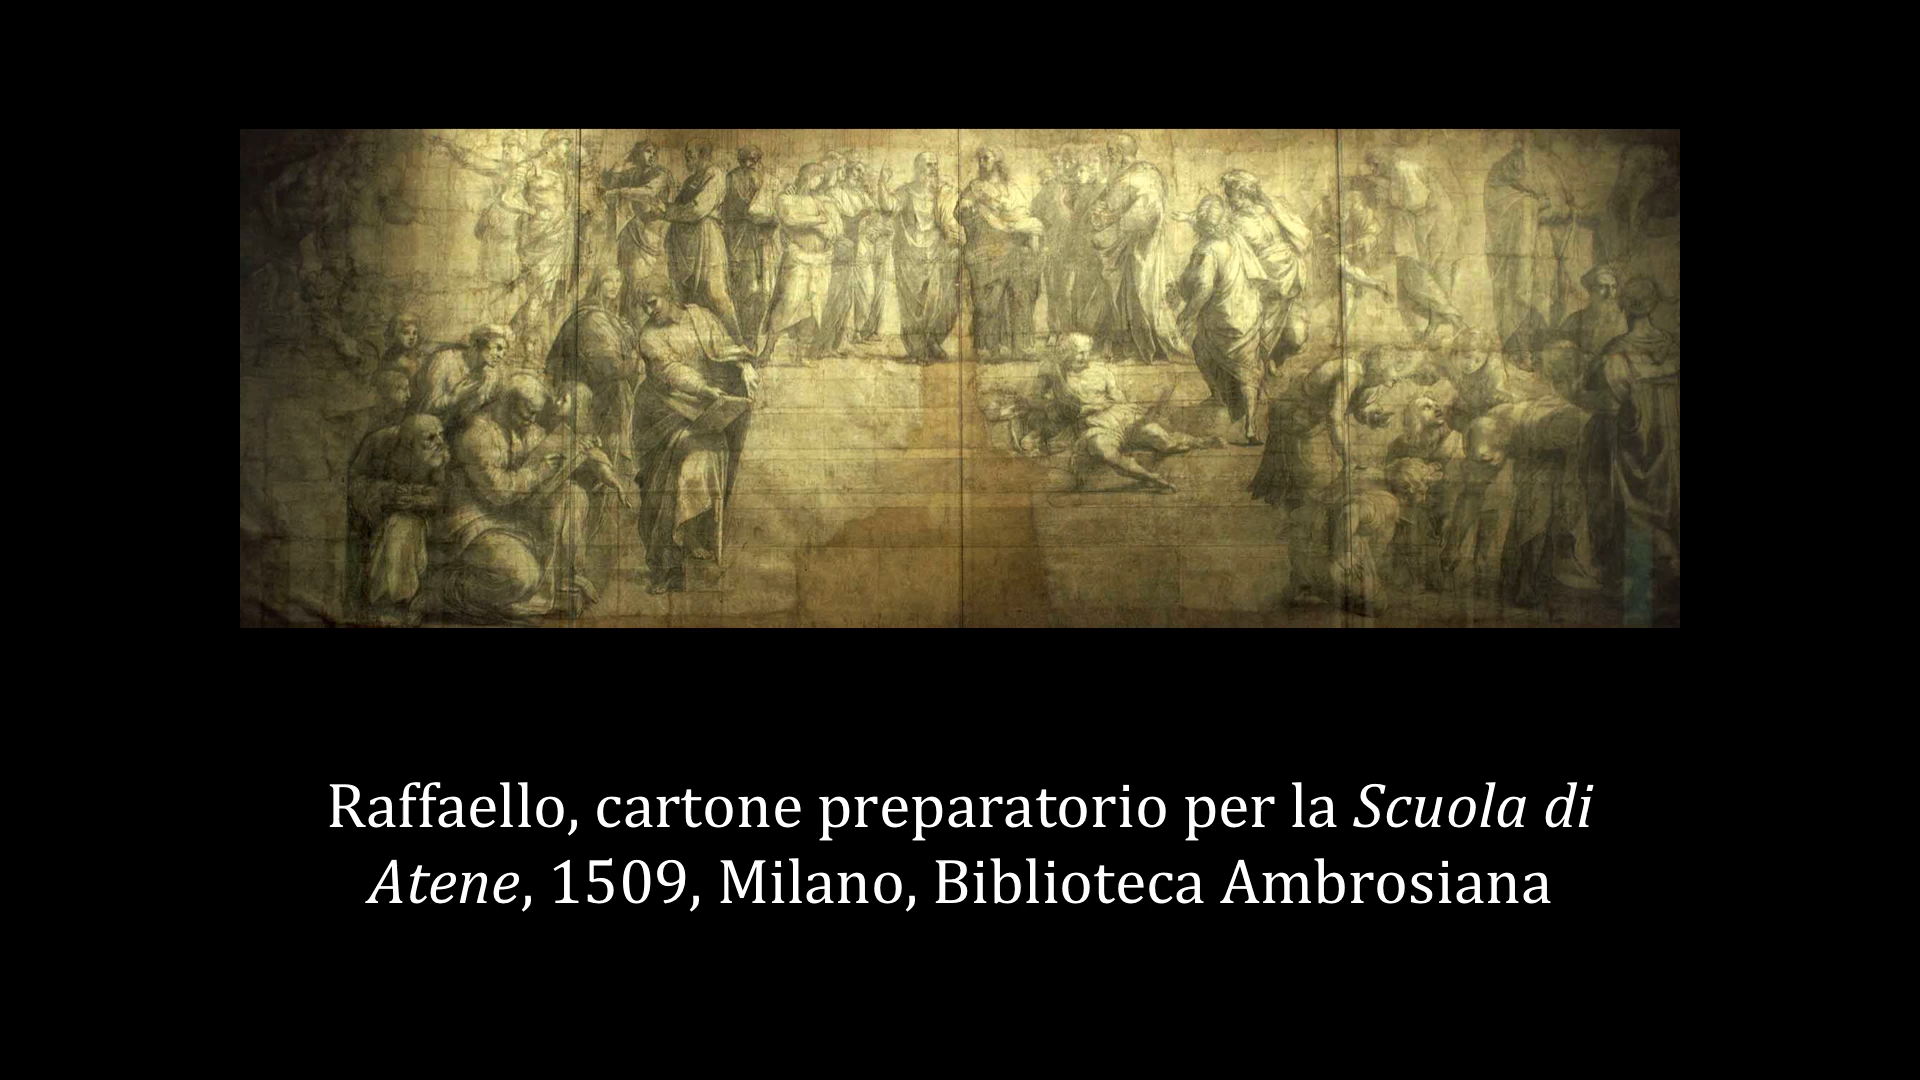 Raffaello, cartone preparatorio per la Scuola di
Atene, 1509, Milano, Biblioteca Ambrosiana